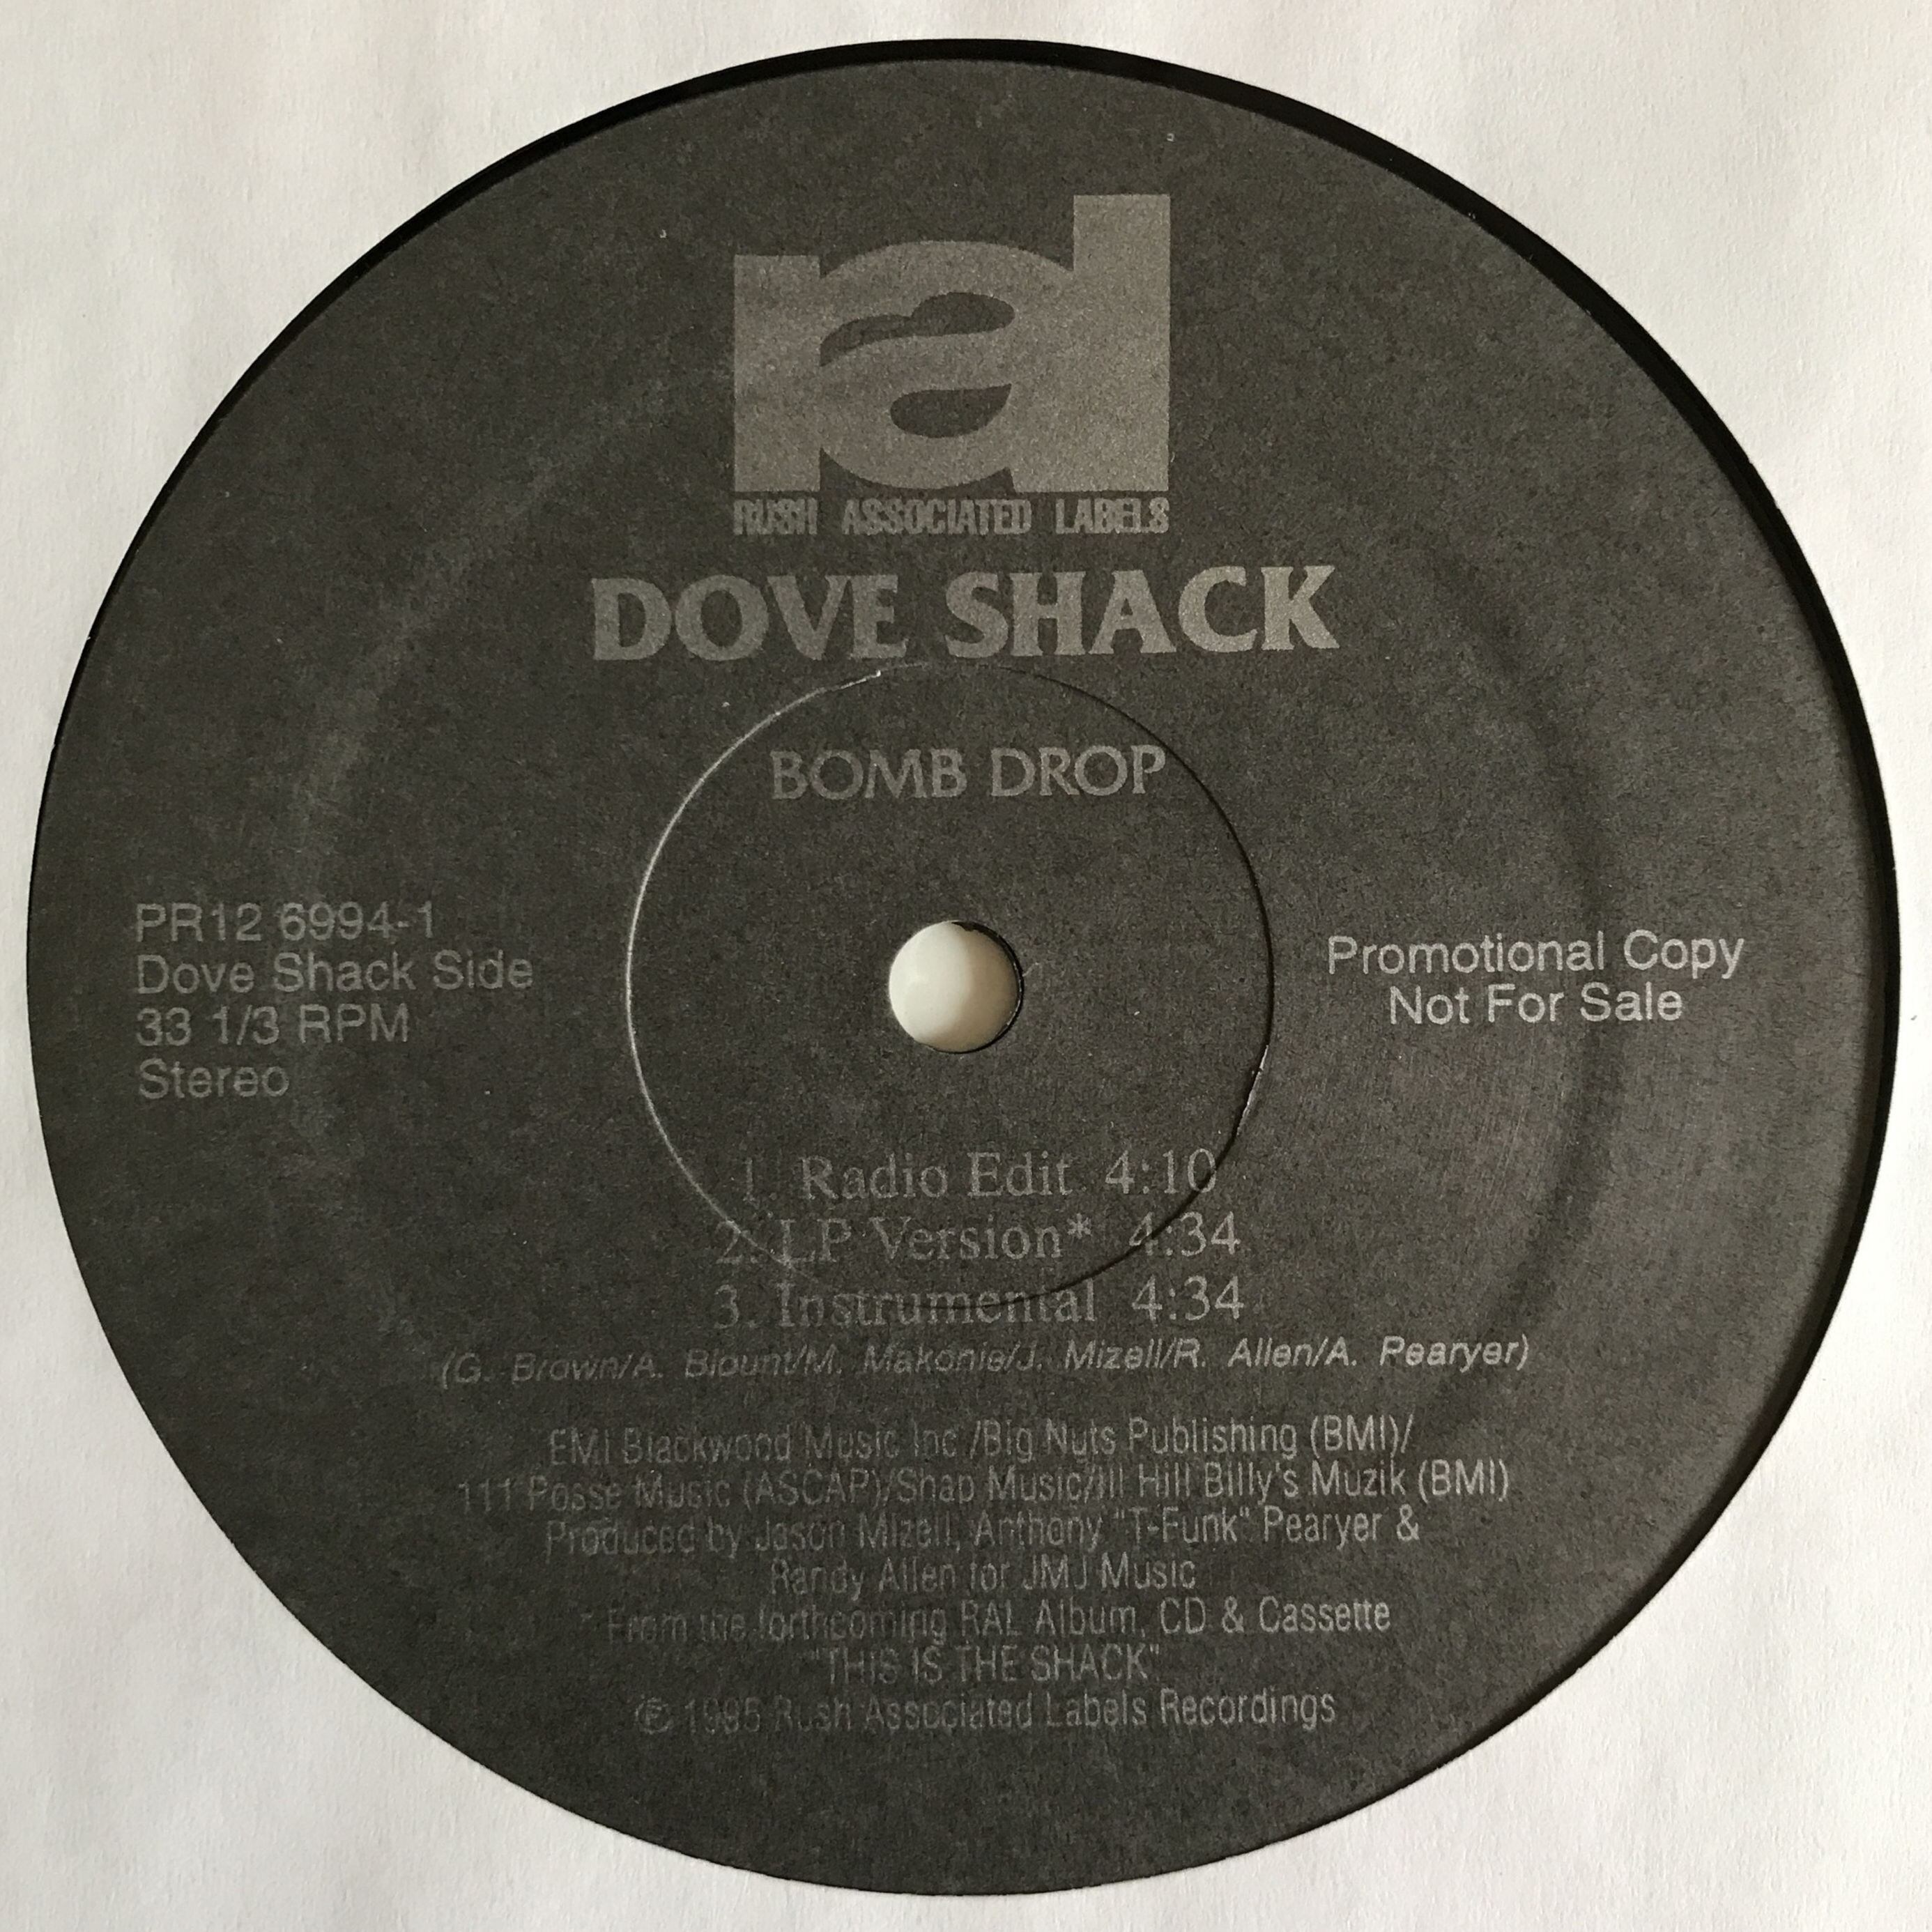 ral
RUSH ASSOCIATED LABELS
DOVE SHACK
BOMB DROP
PR12 6994-1
Dove Shack Side
33 1/3 RPM
Stereo
Promotional Copy
Not For Sale
1. Radio Edit 4:10
2. LP Version* 4:34
3. Instrumental 4:34
(G. Brown/A. Blount/M. Makonie/J. Mizell/R. Allen/A. Pearyer)
EMI Blackwood Music Inc /Big Nuts Publishing (BMI)/
111 Posse Music (ASCAP)/Shap Music/Ill Hill Billy's Muzik (BMI)
Produced by Jason Mizell, Anthony "T-Funk" Pearyer &
Randy Allen for JMJ Music
* From the forthcoming RAL Album, CD & Cassette
"THIS IS THE SHACK"
℗ 1995 Rush Associated Labels Recordings